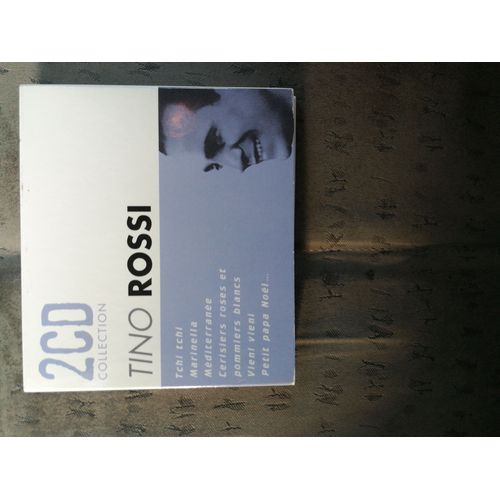 2CD
COLLECTION
TINO ROSSI
Tchi tchi
Marinella
Méditerranée
Cerisiers roses et
pommiers blancs
Vieni vieni
Petit papa Noël...